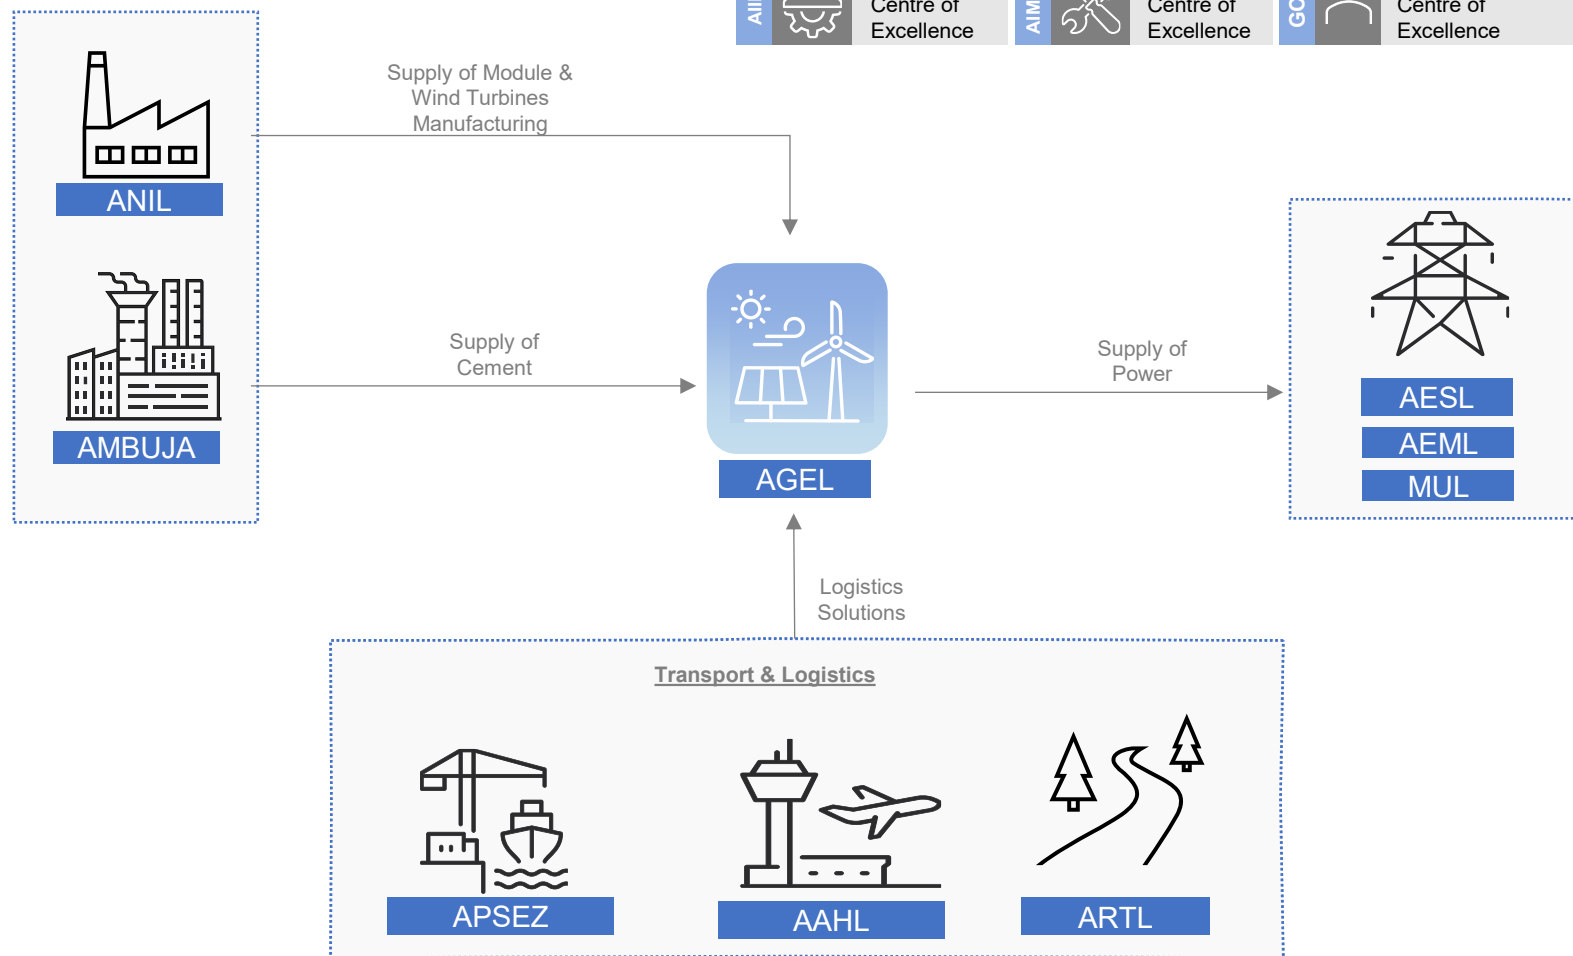 Centre of
Excellence
Centre of
Excellence
Centre of
Excellence
Supply of Module &
Wind Turbines
Manufacturing
ANIL
Supply of
Cement
AMBUJA
AGEL
Supply of
Power
AESL
AEML
MUL
Logistics
Solutions
Transport & Logistics
APSEZ
AAHL
ARTL